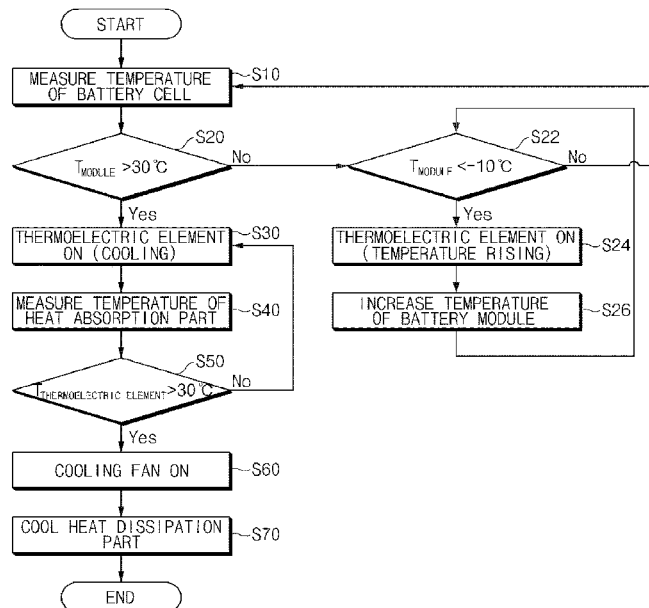 START
MEASURE TEMPERATURE
OF BATTERY CELL
S10
S20
TMODULE >30℃
No
S22
TMODULE <-10℃
No
Yes
Yes
THERMOELECTRIC ELEMENT
ON (COOLING)
S30
THERMOELECTRIC ELEMENT ON
(TEMPERATURE RISING)
S24
MEASURE TEMPERATURE OF
HEAT ABSORPTION PART
S40
INCREASE TEMPERATURE
OF BATTERY MODULE
S26
S50
TTHERMOELECTRIC ELEMENT>30℃
No
Yes
COOLING FAN ON
S60
COOL HEAT DISSIPATION
PART
S70
END